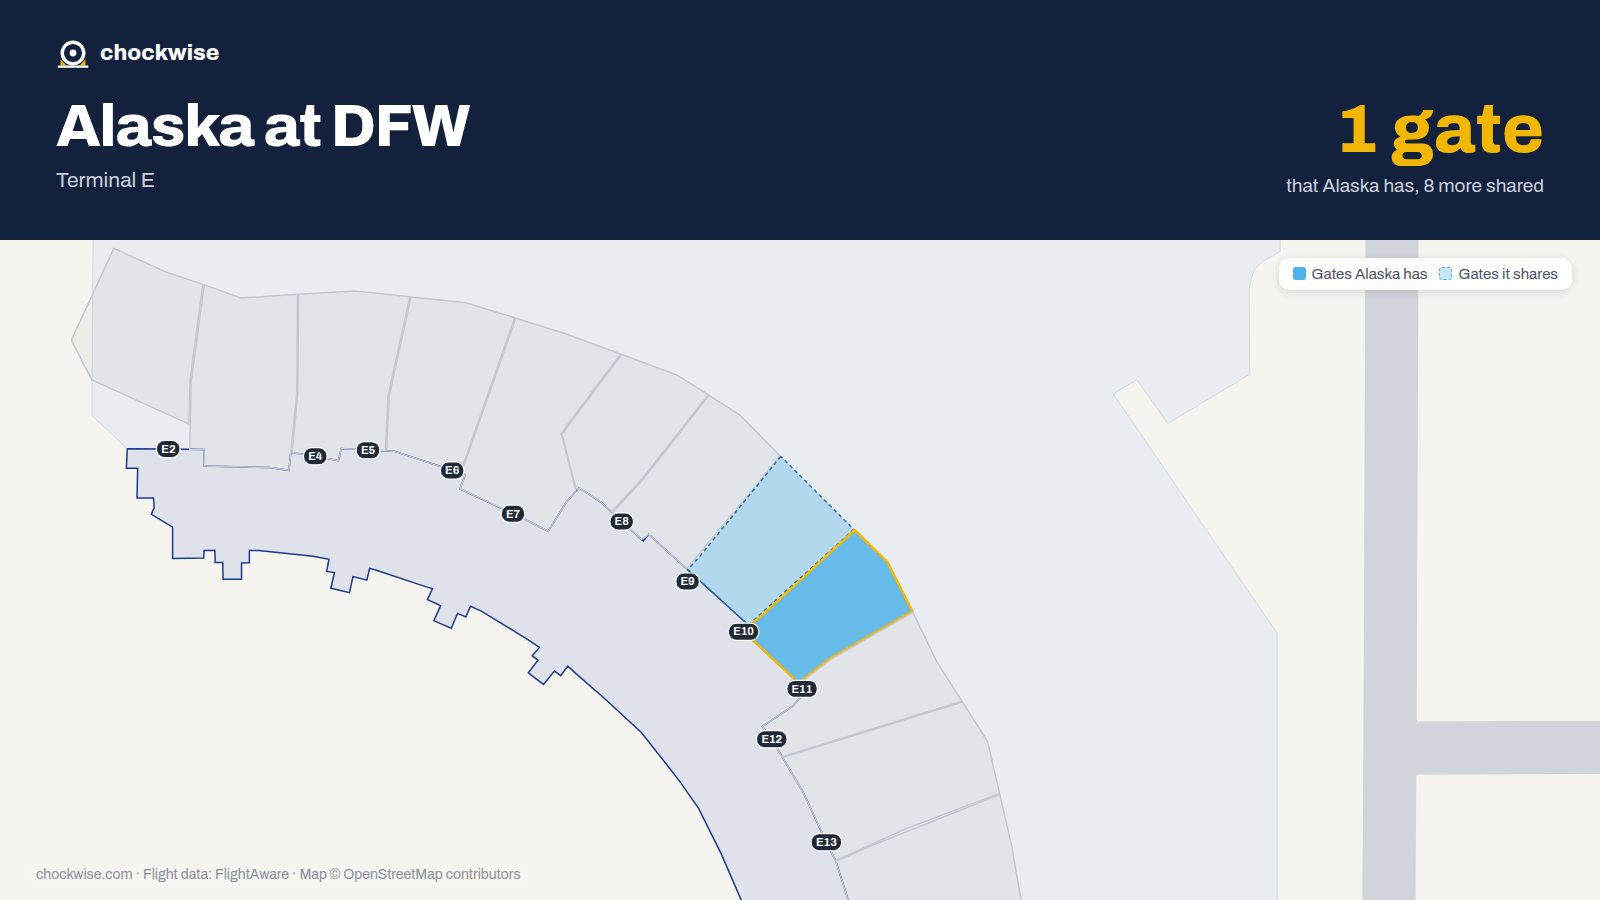 chockwise
Alaska at DFW
Terminal E
1 gate
that Alaska has, 8 more shared
Gates Alaska has
Gates it shares
E2
E4
E5
E6
E7
E8
E9
E10
E11
E12
E13
chockwise.com · Flight data: FlightAware · Map © OpenStreetMap contributors